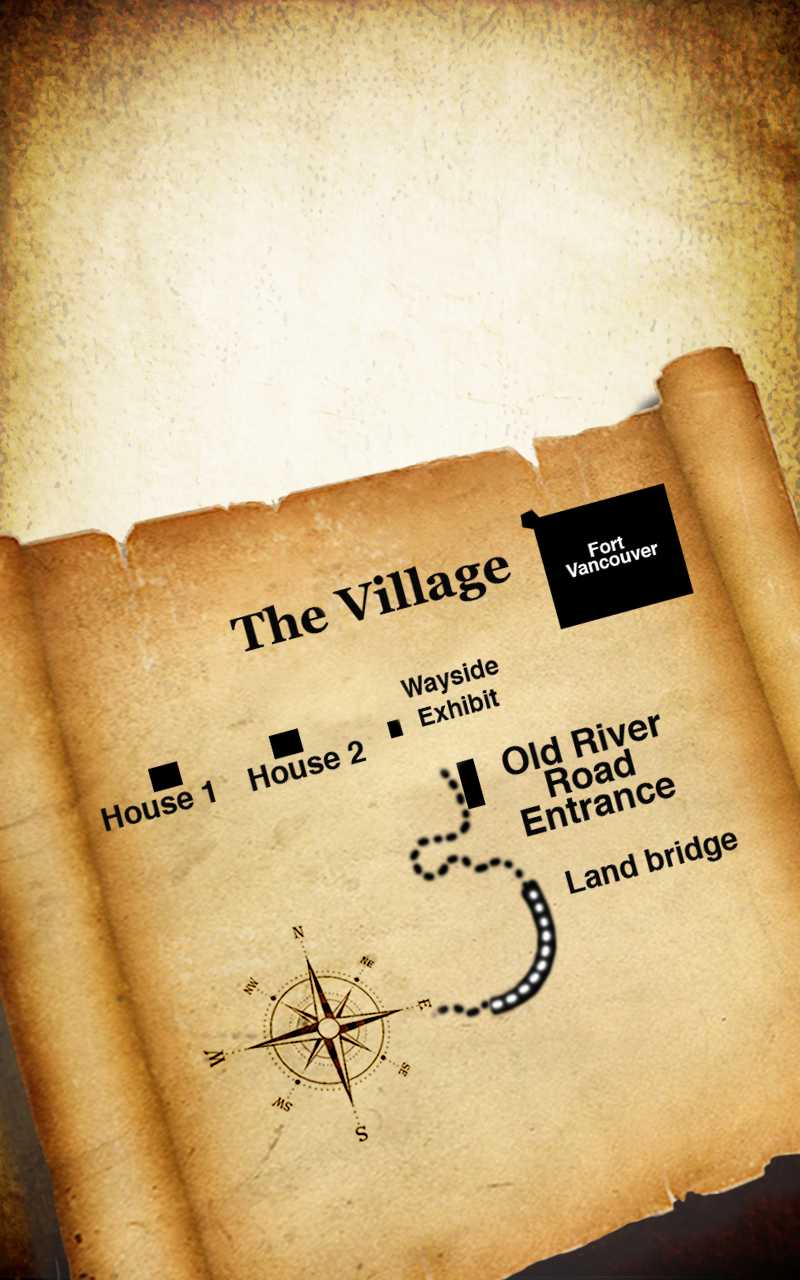 The Village
Fort
Vancouver
Wayside
Exhibit
House 1
House 2
Old River
Road
Entrance
Land bridge
N
NE
E
SE
S
SW
W
NW